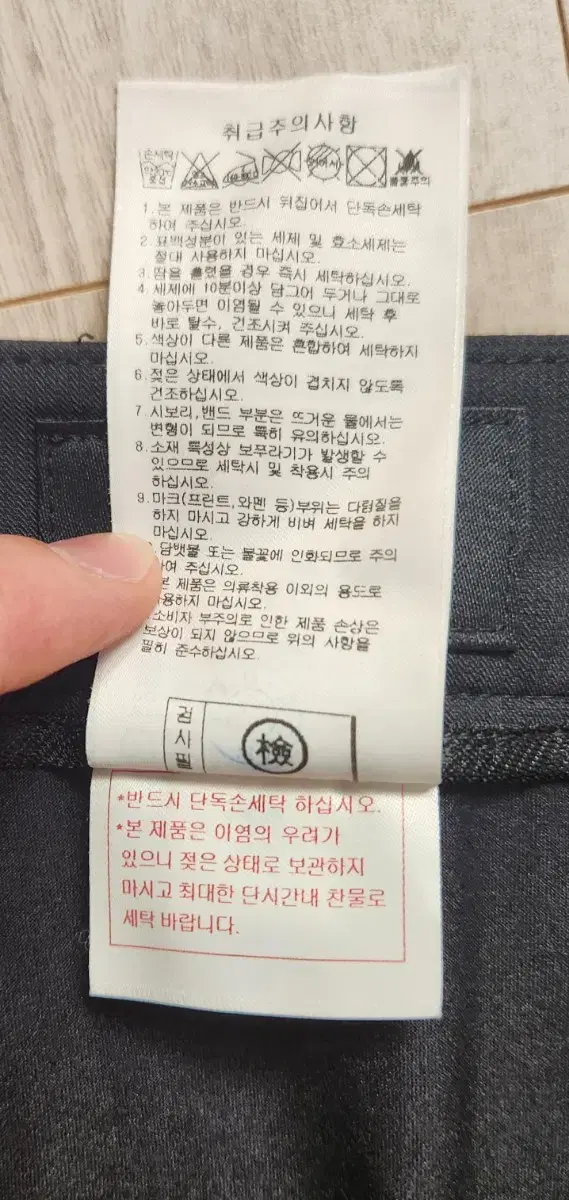 취급주의사항
손세탁
1. 본 제품은 반드시 뒤집어서 단독손세탁
하여 주십시오.
2. 표백성분이 있는 세제 및 효소세제는
절대 사용하지 마십시오.
3. 땀을 흘렸을 경우 즉시 세탁하십시오.
4. 세제에 10분이상 담그어 두거나 그대로
놓아두면 이염될 수 있으니 세탁 후
바로 탈수, 건조시켜 주십시오.
5. 색상이 다른 제품은 혼합하여 세탁하지
마십시오.
6. 젖은 상태에서 색상이 겹치지 않도록
건조하십시오.
7. 시보리,밴드 부분은 뜨거운 물에서는
변형이 되므로 특히 유의하십시오.
8. 소재 특성상 보푸라기가 발생할 수
있으므로 세탁시 및 착용시 주의
하십시오.
9. 마크(프린트,와펜 등)부위는 다림질을
하지 마시고 강하게 비벼 세탁을 하지
마십시오.
담뱃불 또는 불꽃에 인화되므로 주의
여 주십시오.
본 제품은 의류착용 이외의 용도로
용하지 마십시오.
소비자 부주의로 인한 제품 손상은
보상이 되지 않으므로 위의 사항을
필히 준수하십시오.
검사필 檢
*반드시 단독손세탁 하십시오.
*본 제품은 이염의 우려가
있으니 젖은 상태로 보관하지
마시고 최대한 단시간내 찬물로
세탁 바랍니다.